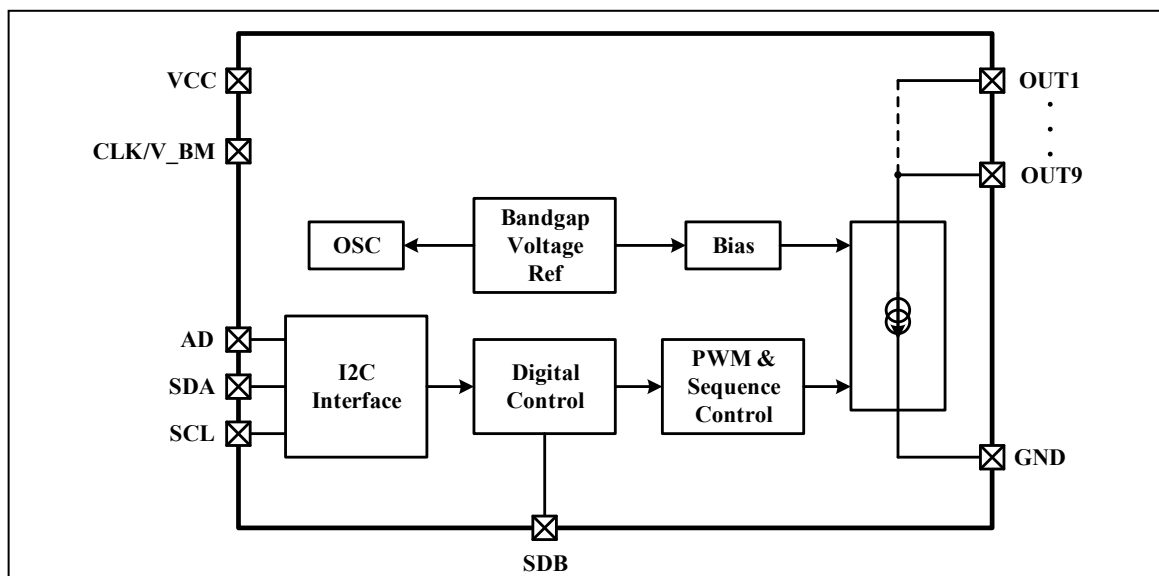 VCC
OUT1
CLK/V_BM
OUT9
OSC
Bandgap
Voltage
Ref
Bias
AD
SDA
SCL
I2C
Interface
Digital
Control
PWM &
Sequence
Control
GND
SDB